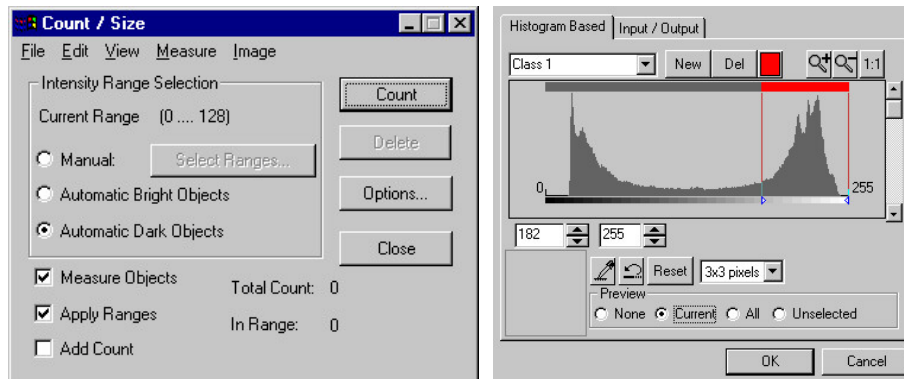 Count / Size
File Edit View Measure Image
Intensity Range Selection
Current Range (0 .... 128)
Manual: Select Ranges...
Automatic Bright Objects
Automatic Dark Objects
Count
Delete
Options...
Close
Measure Objects
Apply Ranges
Add Count
Total Count: 0
In Range: 0
Histogram Based Input / Output
Class 1 New Del 1:1
0 255
182 255
Reset 3x3 pixels
Preview
None Current All Unselected
OK Cancel